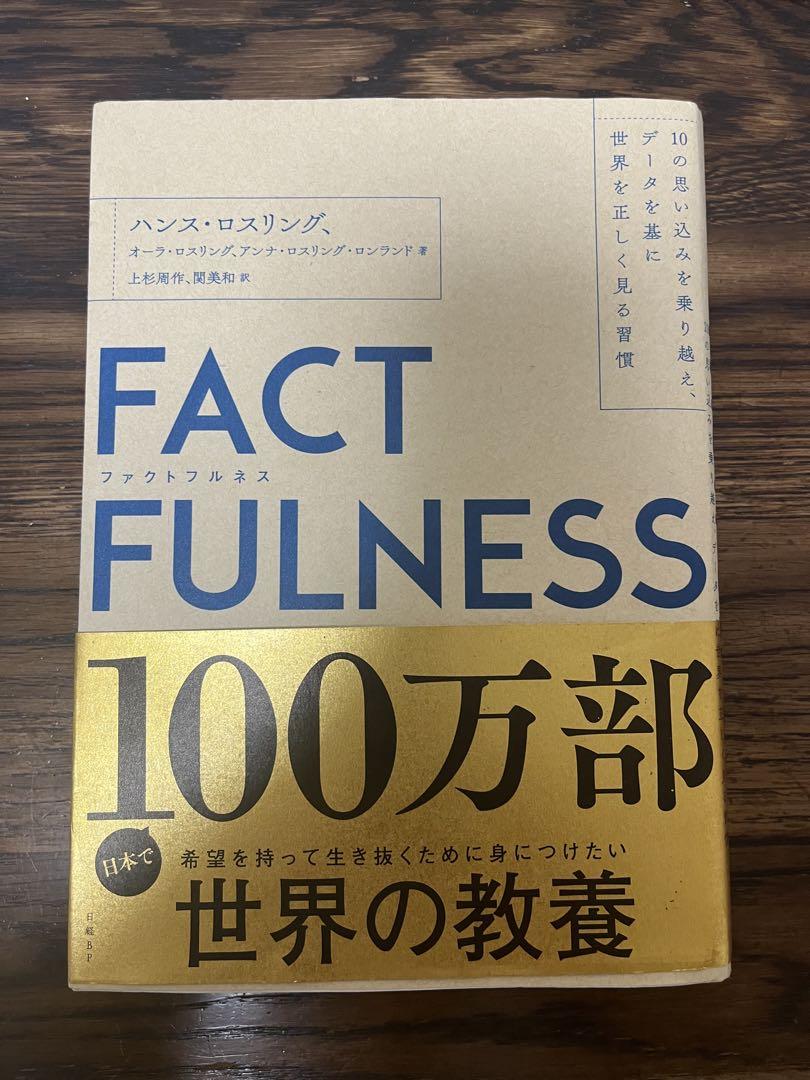 10の思い込みを乗り越え、
データを基に
世界を正しく見る習慣
ハンス・ロスリング、
オーラ・ロスリング、アンナ・ロスリング・ロンランド 著
上杉周作、関美和 訳
FACT
ファクトフルネス
FULNESS
100万部
日本で
希望を持って生き抜くために身につけたい
世界の教養
日経BP